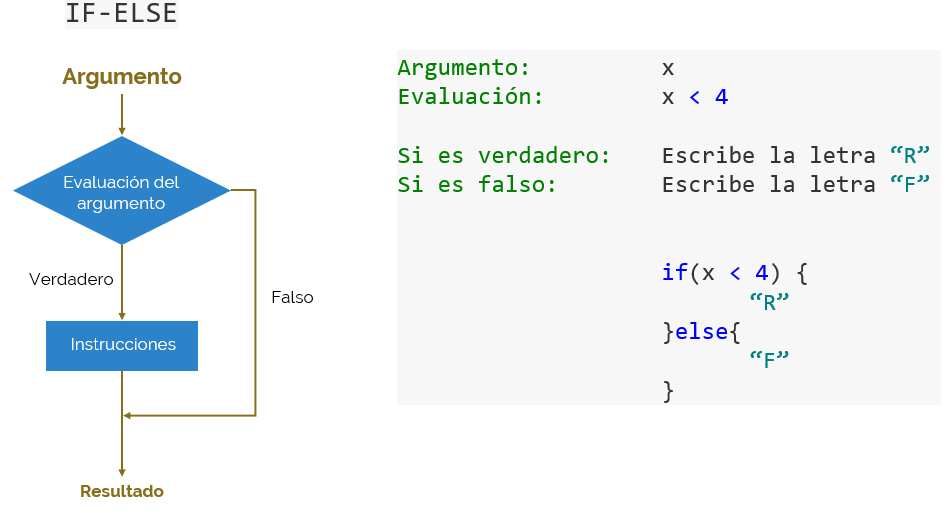 IF-ELSE
Argumento
Evaluación del
argumento
Verdadero
Falso
Instrucciones
Resultado
Argumento: x
Evaluación: x < 4
Si es verdadero: Escribe la letra “R”
Si es falso: Escribe la letra “F”
if(x < 4) {
“R”
}else{
“F”
}